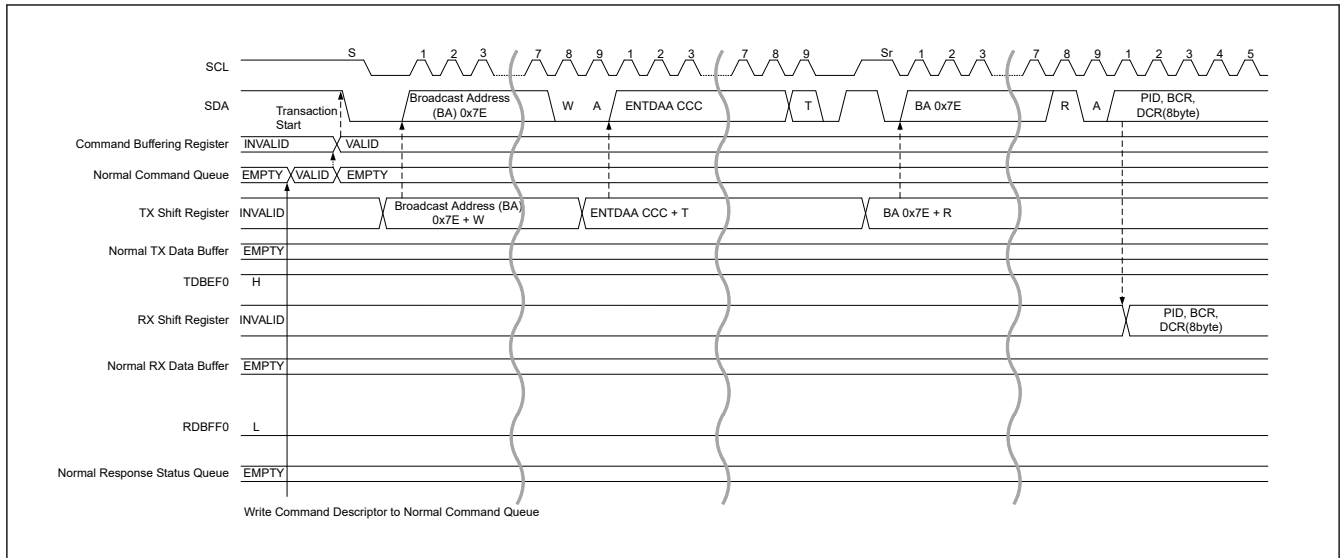 S 1 2 3 7 8 9 1 2 3 7 8 9 Sr 1 2 3 7 8 9 1 2 3 4 5
SCL
SDA
Transaction
Start
Broadcast Address
(BA) 0x7E
W A ENTDAA CCC T BA 0x7E R A
PID, BCR,
DCR(8byte)
Command Buffering Register INVALID VALID
Normal Command Queue EMPTY VALID EMPTY
TX Shift Register INVALID
Broadcast Address (BA)
0x7E + W
ENTDAA CCC + T BA 0x7E + R
Normal TX Data Buffer EMPTY
TDBEF0 H
RX Shift Register INVALID
PID, BCR,
DCR(8byte)
Normal RX Data Buffer EMPTY
RDBFF0 L
Normal Response Status Queue EMPTY
Write Command Descriptor to Normal Command Queue